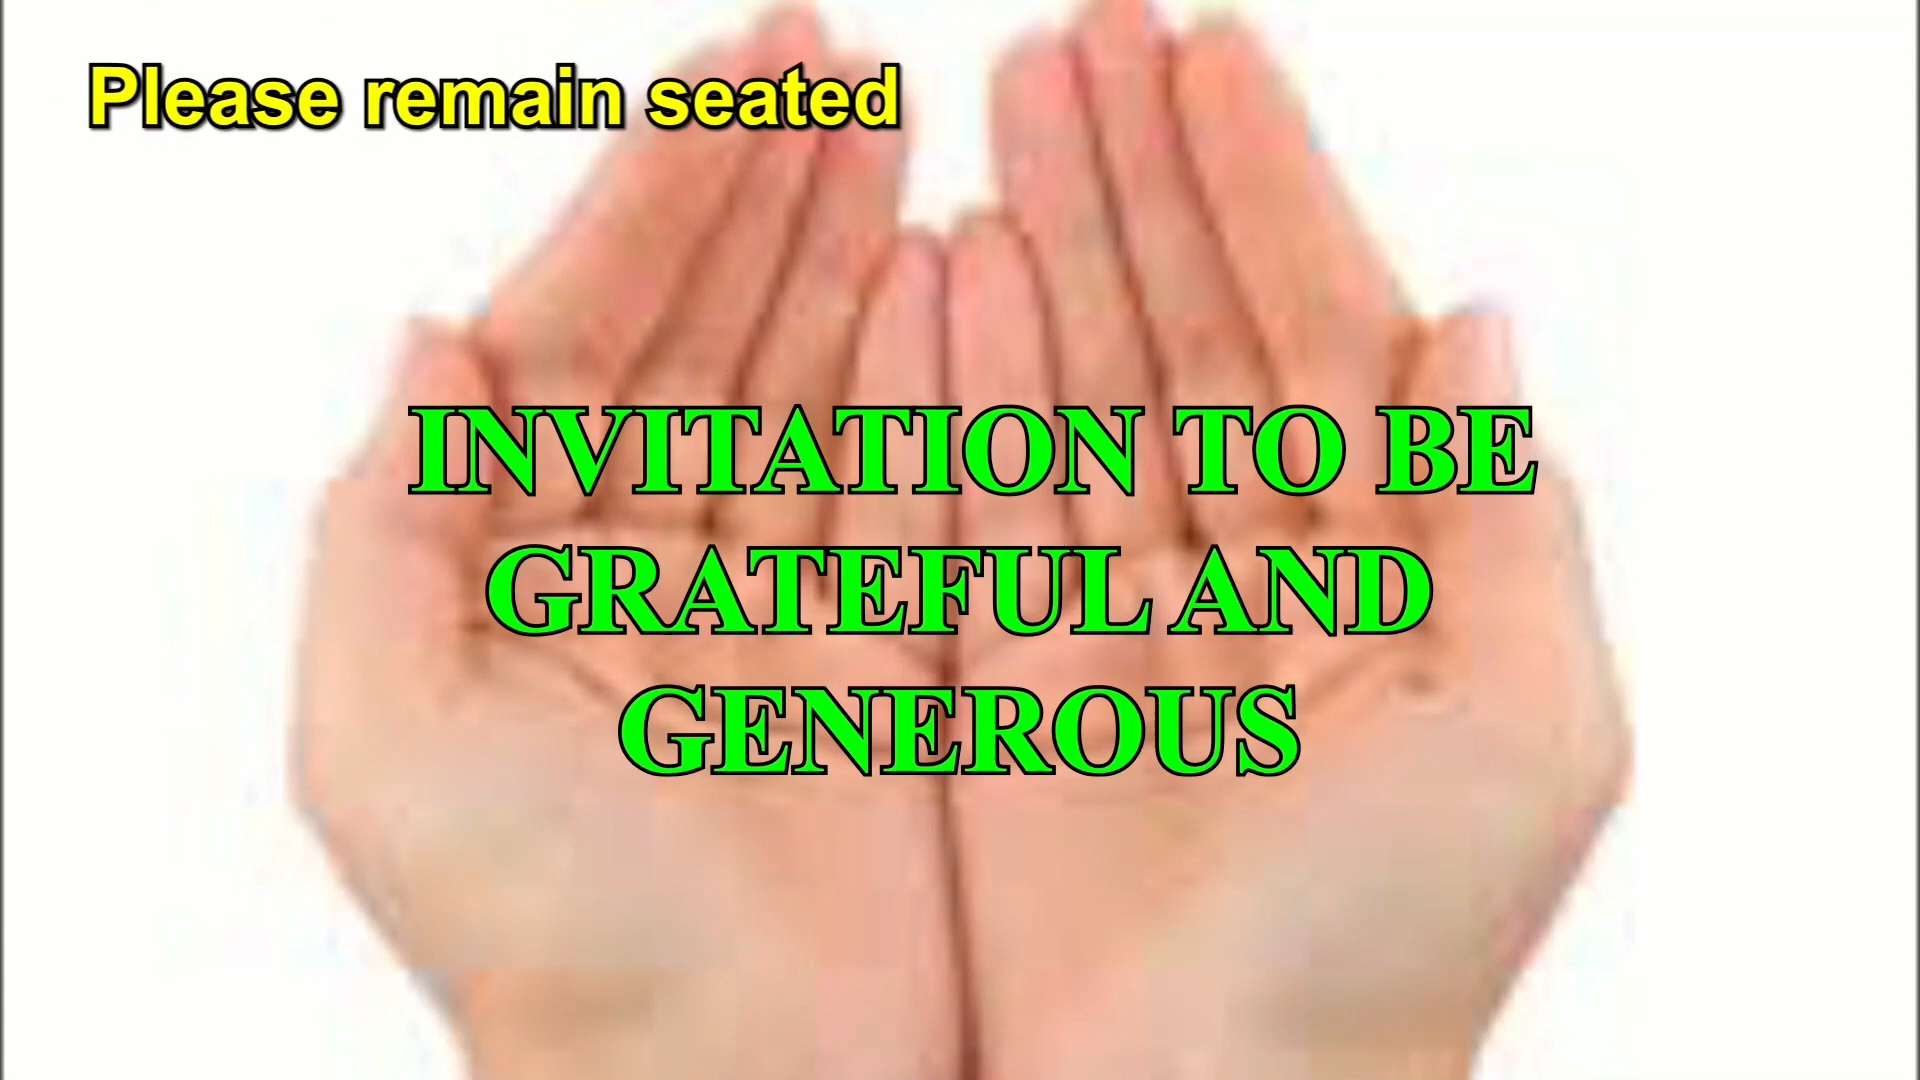 Please remain seated
INVITATION TO BE
GRATEFUL AND
GENEROUS